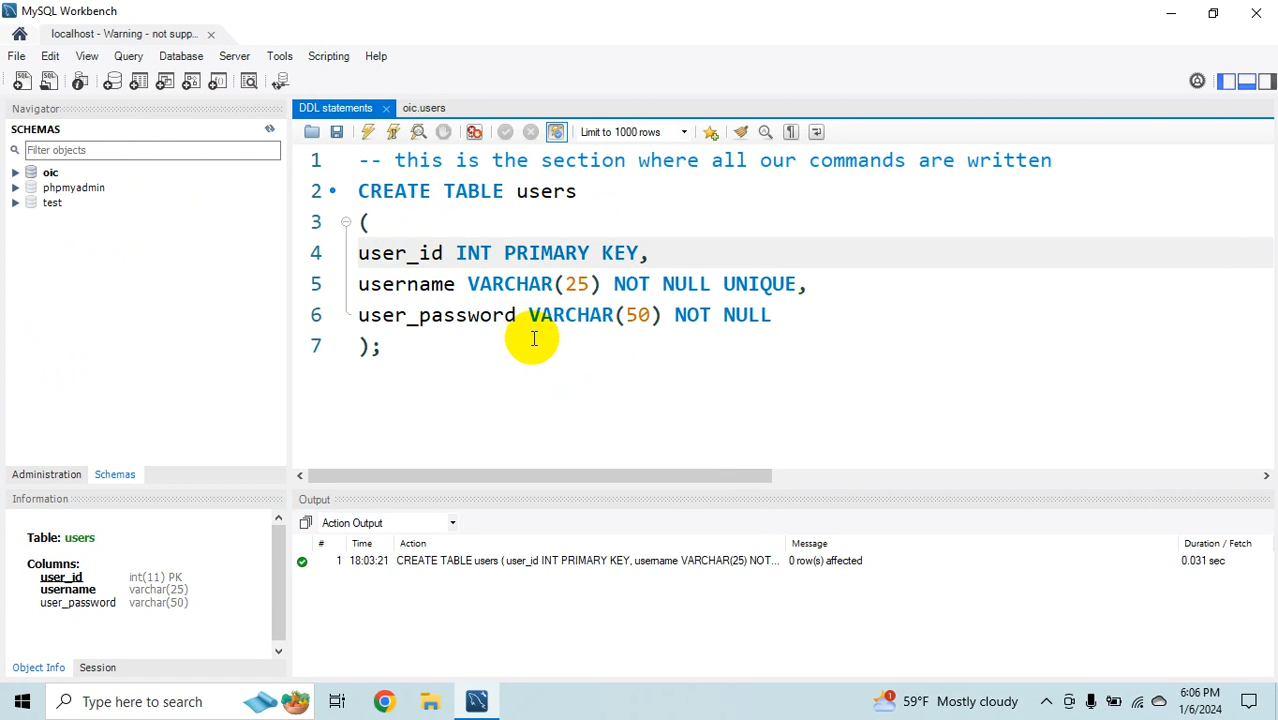 MySQL Workbench
localhost - Warning - not supp...
File Edit View Query Database Server Tools Scripting Help
Navigator
SCHEMAS
Filter objects
oic
phpmyadmin
test
Administration Schemas
Information
Table: users
Columns:
user_id int(11) PK
username varchar(25)
user_password varchar(50)
Object Info Session
DDL statements oic.users
Limit to 1000 rows
1 -- this is the section where all our commands are written
2 CREATE TABLE users
3 (
4 user_id INT PRIMARY KEY,
5 username VARCHAR(25) NOT NULL UNIQUE,
6 user_password VARCHAR(50) NOT NULL
7 );
Output
Action Output
# Time Action Message Duration / Fetch
1 18:03:21 CREATE TABLE users ( user_id INT PRIMARY KEY, username VARCHAR(25) NOT... 0 row(s) affected 0.031 sec
Type here to search
1
59°F Mostly cloudy
6:06 PM
1/6/2024